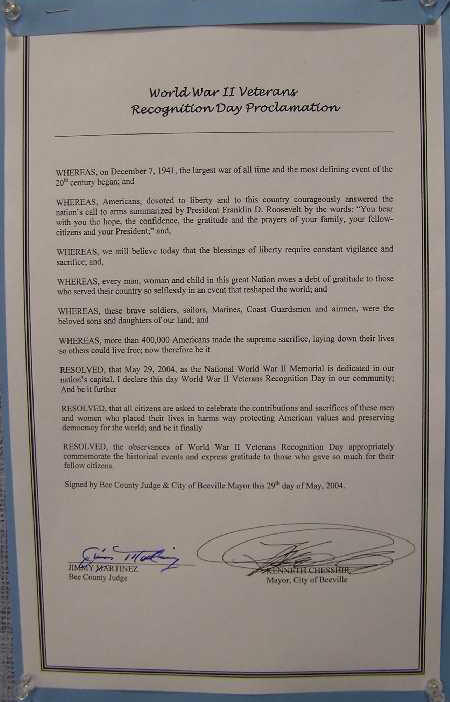 World War II Veterans
Recognition Day Proclamation
WHEREAS, on December 7, 1941, the largest war of all time and the most defining event of the
20th century began; and
WHEREAS, Americans, devoted to liberty and to this country courageously answered the
nation's call to arms summarized by President Franklin D. Roosevelt by the words: "You bear
with you the hope, the confidence, the gratitude and the prayers of your family, your fellow-
citizens and your President;" and,
WHEREAS, we still believe today that the blessings of liberty require constant vigilance and
sacrifice; and,
WHEREAS, every man, woman and child in this great Nation owes a debt of gratitude to those
who served their country so selflessly in an event that reshaped the world; and
WHEREAS, these brave soldiers, sailors, Marines, Coast Guardsmen and airmen, were the
beloved sons and daughters of our land; and
WHEREAS, more than 400,000 Americans made the supreme sacrifice, laying down their lives
so others could live free; now therefore be it
RESOLVED, that May 29, 2004, as the National World War II Memorial is dedicated in our
nation's capital, I declare this day World War II Veterans Recognition Day in our community;
And be it further
RESOLVED, that all citizens are asked to celebrate the contributions and sacrifices of these men
and women who placed their lives in harms way protecting American values and preserving
democracy for the world; and be it finally
RESOLVED, the observances of World War II Veterans Recognition Day appropriately
commemorate the historical events and express gratitude to those who gave so much for their
fellow citizens.
Signed by Bee County Judge & City of Beeville Mayor this 29th day of May, 2004.
JIMMY MARTINEZ
Bee County Judge
KENNETH CHESSHIR
Mayor, City of Beeville